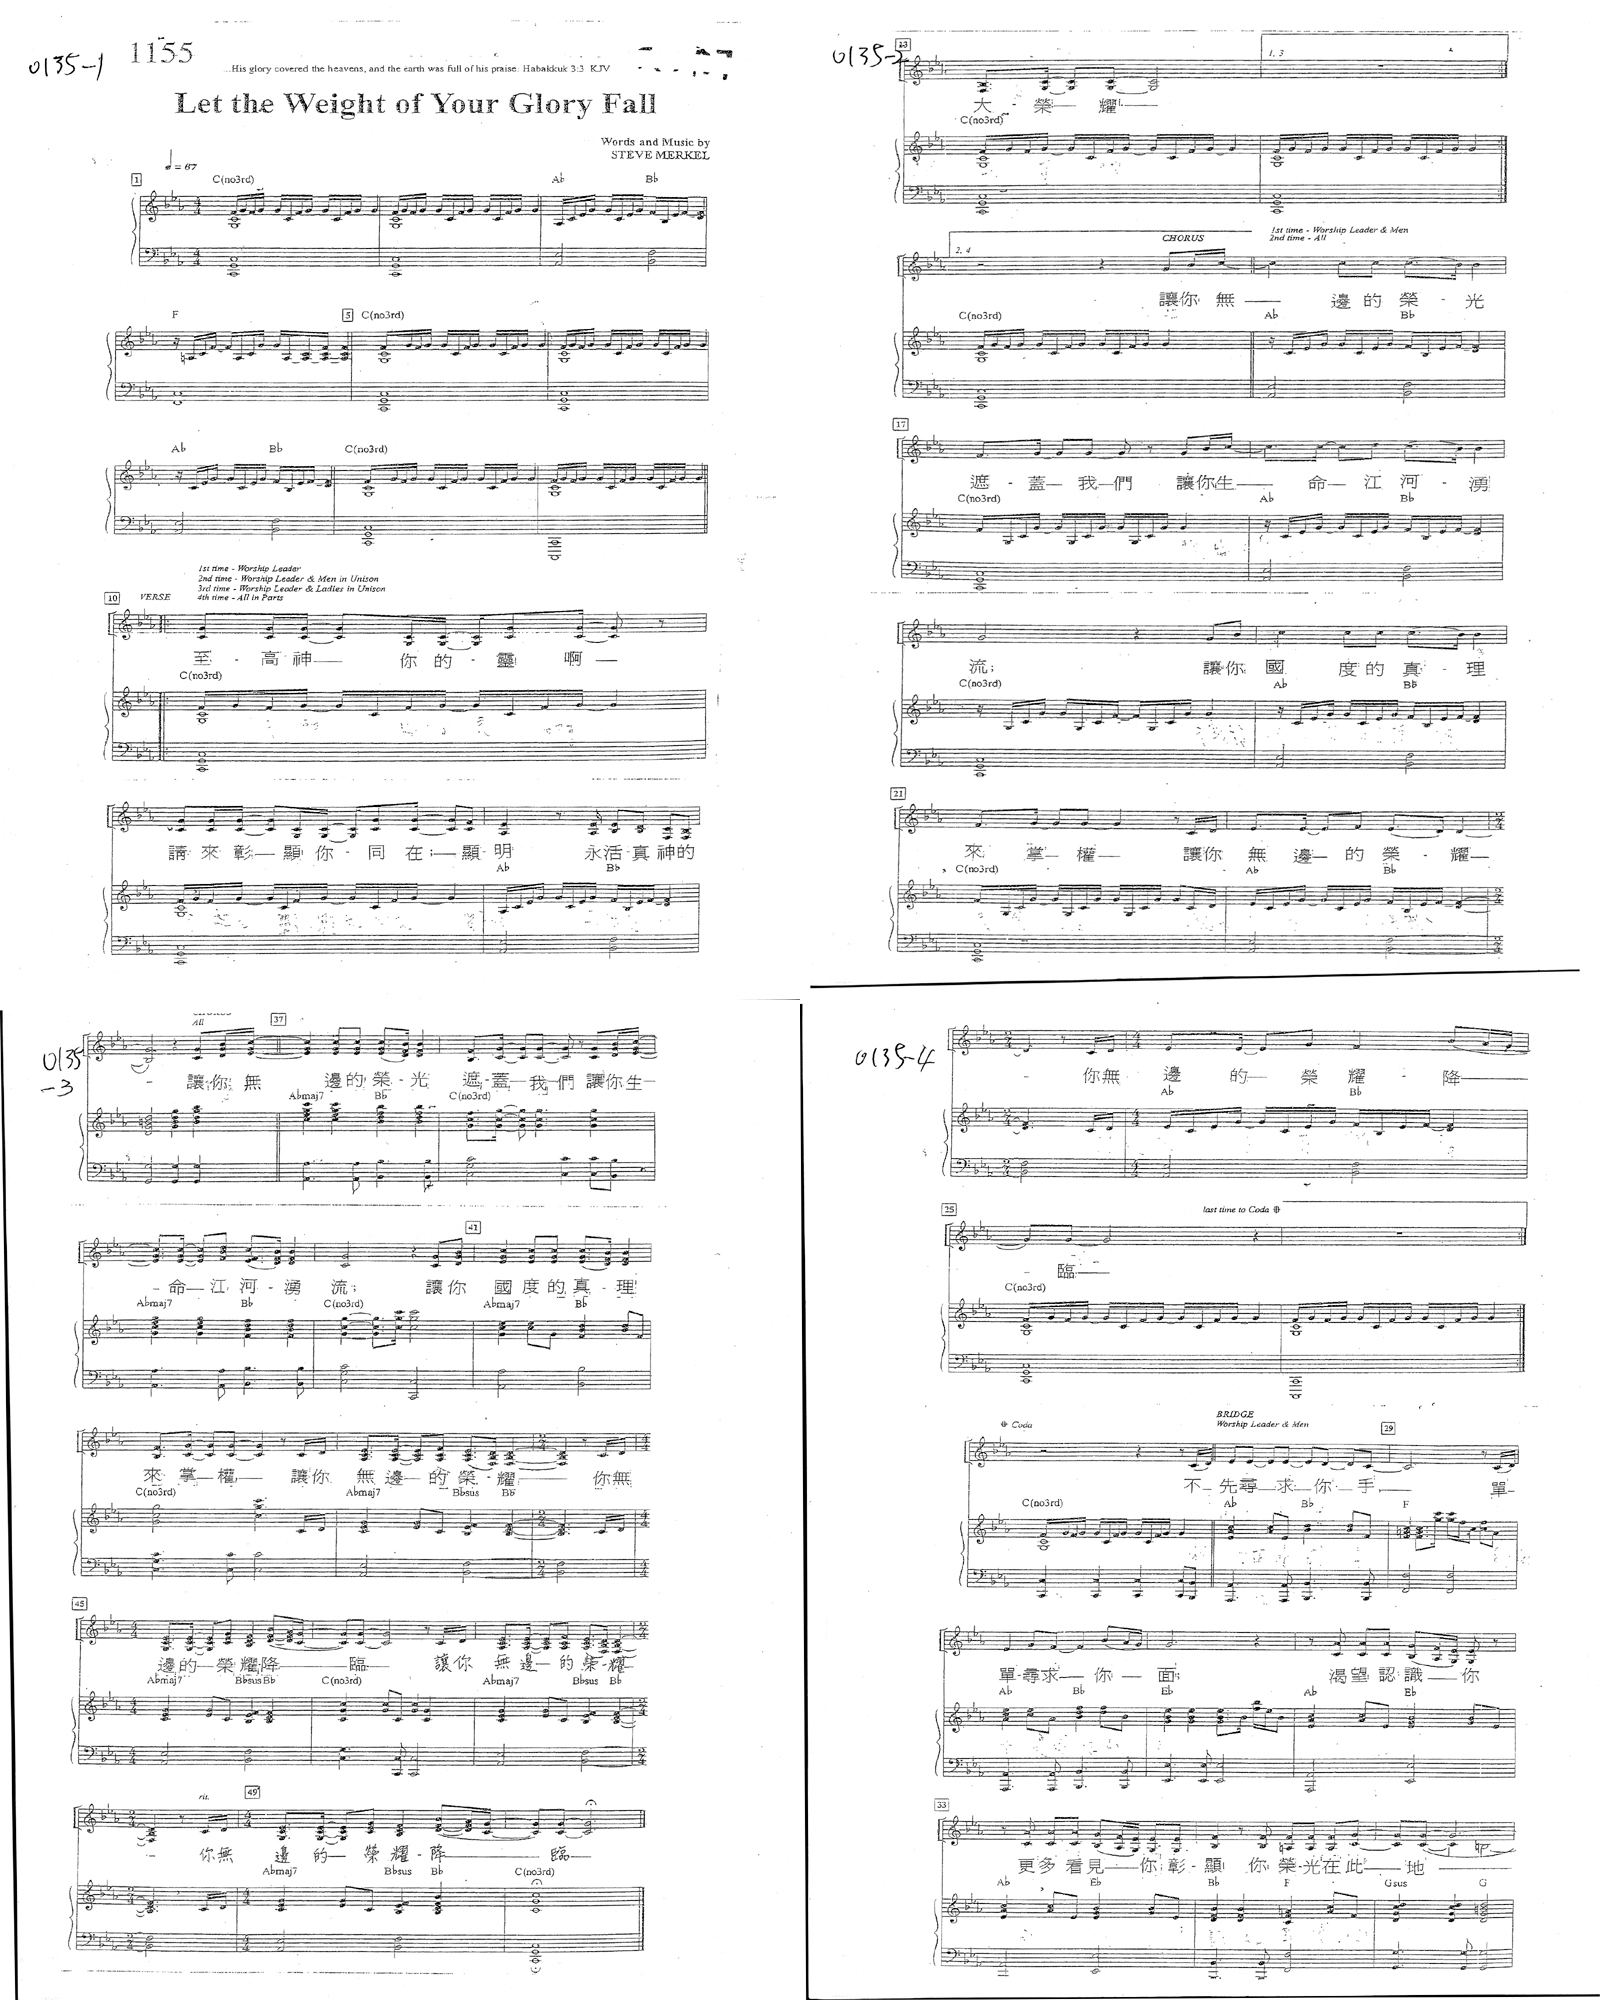 0135-1
1155
...His glory covered the heavens, and the earth was full of his praise. Habakkuk 3:3 KJV
Let the Weight of Your Glory Fall
Words and Music by
STEVE MERKEL
= 67
1
C(no3rd) Ab Bb
F 5 C(no3rd)
Ab Bb C(no3rd)
1st time - Worship Leader
2nd time - Worship Leader & Men in Unison
3rd time - Worship Leader & Ladies in Unison
10 VERSE 4th time - All in Parts
至 - 高神— 你的 - 靈 啊—
C(no3rd)
請來彰—顯你 - 同在;—顯明 永活真神的
Ab Bb
0135-2
13
1. 3
大 - 榮—耀—
C(no3rd)
2. 4 CHORUS
1st time - Worship Leader & Men
2nd time - All
讓你無— 邊的榮 - 光
C(no3rd) Ab Bb
17
遮 - 蓋—我—們 讓你生— 命—江河 - 湧
C(no3rd) Ab Bb
流; 讓你國 度的真 - 理
C(no3rd) Ab Bb
21
來 掌—權— 讓你無邊—的榮 - 耀—
C(no3rd) Ab Bb
0135-3
All
37
- 讓你無 邊的榮 - 光 遮 - 蓋—我—們讓你生—
Abmaj7 Bb C(no3rd)
41
- 命—江河 - 湧 流; 讓你 國度的真 - 理
Abmaj7 Bb C(no3rd) Abmaj7 Bb
來掌—權— 讓你 無邊—的榮 - 耀— 你無
C(no3rd) Abmaj7 Bbsus Bb
45
邊的—榮耀降— 臨— 讓你 無邊—的榮 - 耀—
Abmaj7 Bbsus Bb C(no3rd) Abmaj7 Bbsus Bb
rit.
49
- 你無 邊的—榮耀 - 降— 臨—
Abmaj7 Bbsus Bb C(no3rd)
0135-4
你無 邊 的— 榮耀 - 降—
Ab Bb
25
last time to Coda
- 臨—
C(no3rd)
Coda
BRIDGE
Worship Leader & Men
29
不 - 先尋—求 - 你 - 手;— 單—
C(no3rd) Ab Bb F
單 - 尋求—你—面; 渴望認識 - 你
Ab Bb Eb Ab Eb
33
更多看見—你彰 - 顯 你榮 - 光在此—地—
Ab Eb Bb F Gsus G